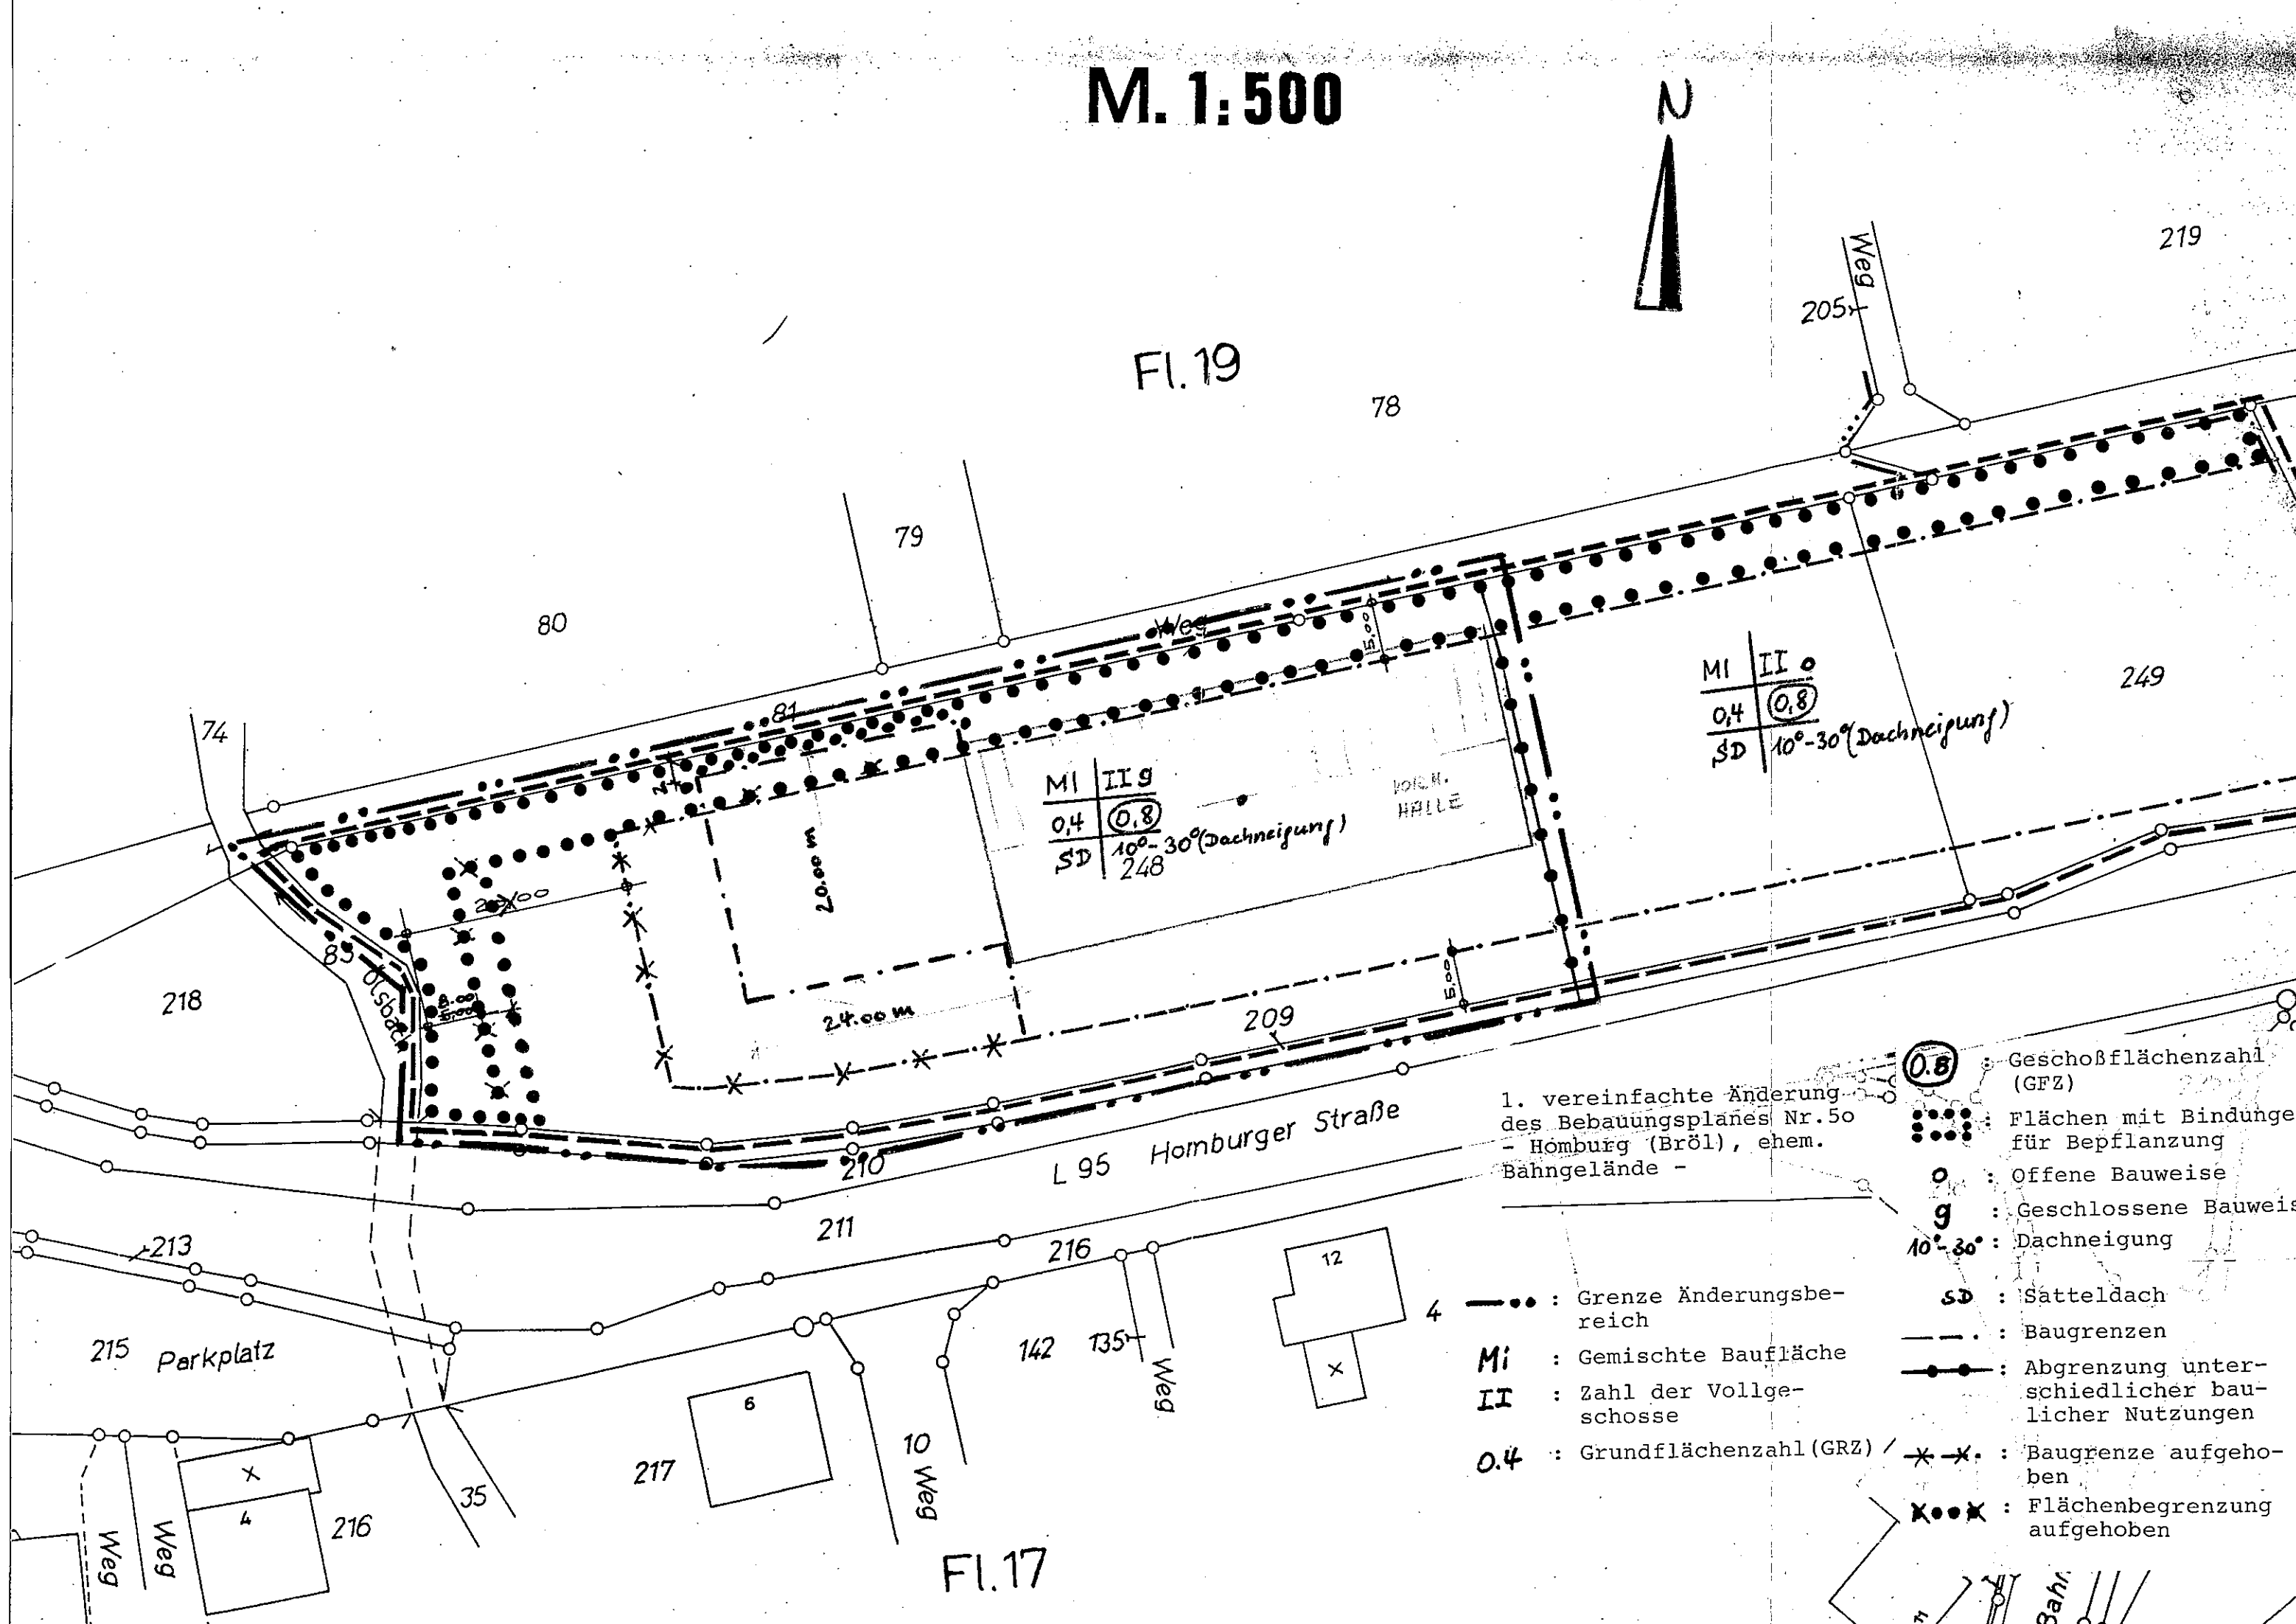 M. 1:500
N
219
Weg
205
Fl. 19
78
79
80
Weg
5.00
81
74
MI II o
0,4 0,8
SD 10°-30° (Dachneigung)
249
MI II g
0,4 0,8
SD 10°-30° (Dachneigung)
248
HALLE
20.00 m
24.00 m
83
218
8.00
5.00
209
210
L 95 Homburger Straße
211
213
216
12
4
215 Parkplatz
142
135
Weg
6
217
10 Weg
35
4
216
Weg
Weg
Fl. 17
1. vereinfachte Änderung
des Bebauungsplanes Nr.5o
- Homburg (Bröl), ehem.
Bahngelände -
Grenze Änderungsbe-
reich
Mi : Gemischte Baufläche
II : Zahl der Vollge-
schosse
0.4 : Grundflächenzahl (GRZ)
0.8 : Geschoßflächenzahl
(GFZ)
: Flächen mit Bindunge
für Bepflanzung
o : Offene Bauweise
g : Geschlossene Bauweis
10°-30° : Dachneigung
SD : Satteldach
: Baugrenzen
: Abgrenzung unter-
schiedlicher bau-
licher Nutzungen
: Baugrenze aufgeho-
ben
: Flächenbegrenzung
aufgehoben
Bahn